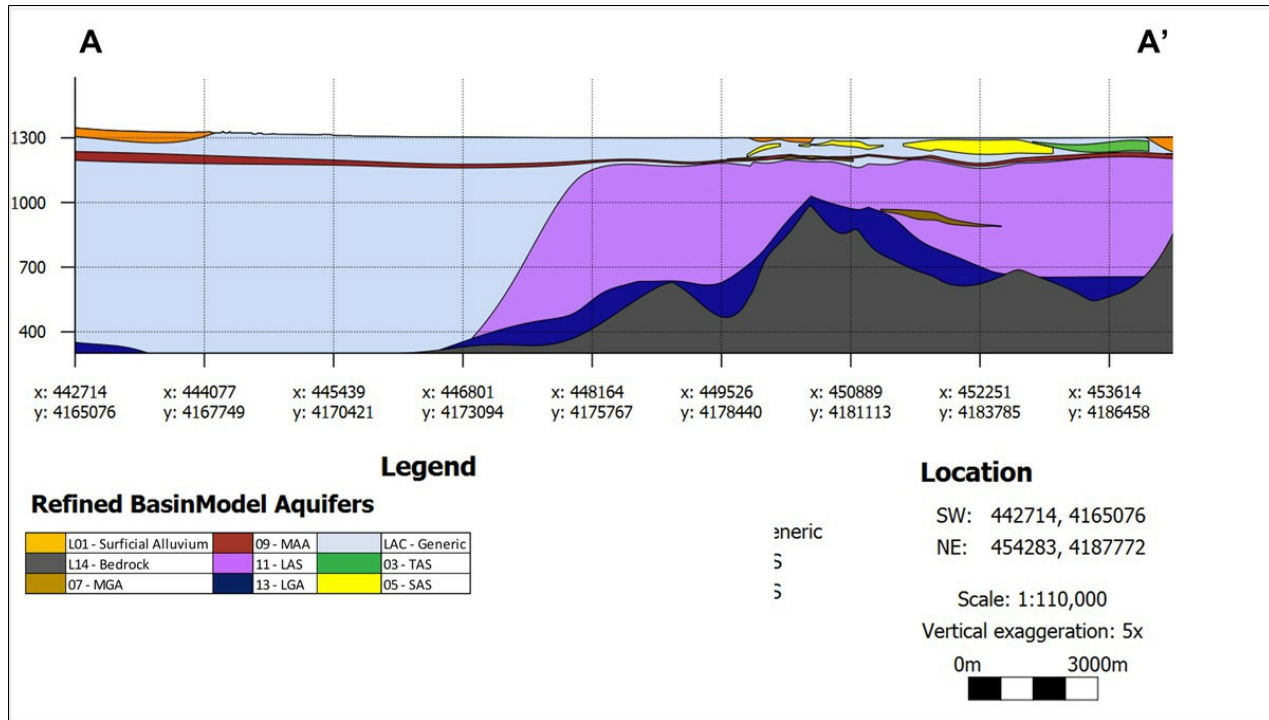 A A’
1300
1000
700
400
x: 442714 x: 444077 x: 445439 x: 446801 x: 448164 x: 449526 x: 450889 x: 452251 x: 453614
y: 4165076 y: 4167749 y: 4170421 y: 4173094 y: 4175767 y: 4178440 y: 4181113 y: 4183785 y: 4186458
Legend
Refined BasinModel Aquifers
L01 - Surficial Alluvium 09 - MAA LAC - Generic
L14 - Bedrock 11 - LAS 03 - TAS
07 - MGA 13 - LGA 05 - SAS
eneric
S
S
Location
SW: 442714, 4165076
NE: 454283, 4187772
Scale: 1:110,000
Vertical exaggeration: 5x
0m 3000m